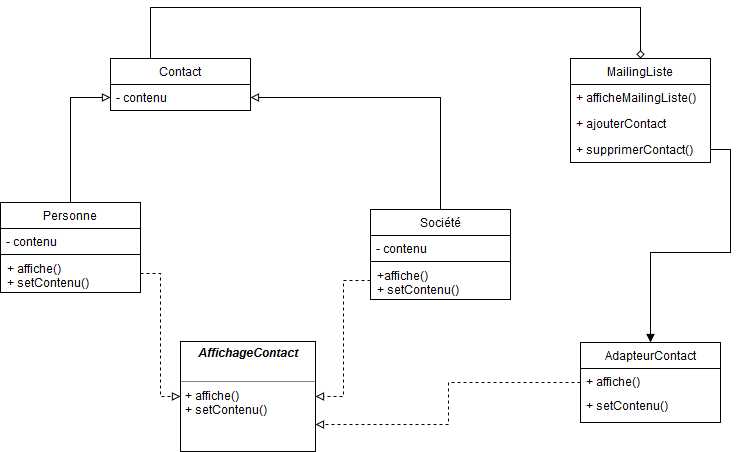 Contact
- contenu
MailingListe
+ afficheMailingListe()
+ ajouterContact
+ supprimerContact()
Personne
- contenu
+ affiche()
+ setContenu()
Société
- contenu
+affiche()
+ setContenu()
AffichageContact
+ affiche()
+ setContenu()
AdapteurContact
+ affiche()
+ setContenu()